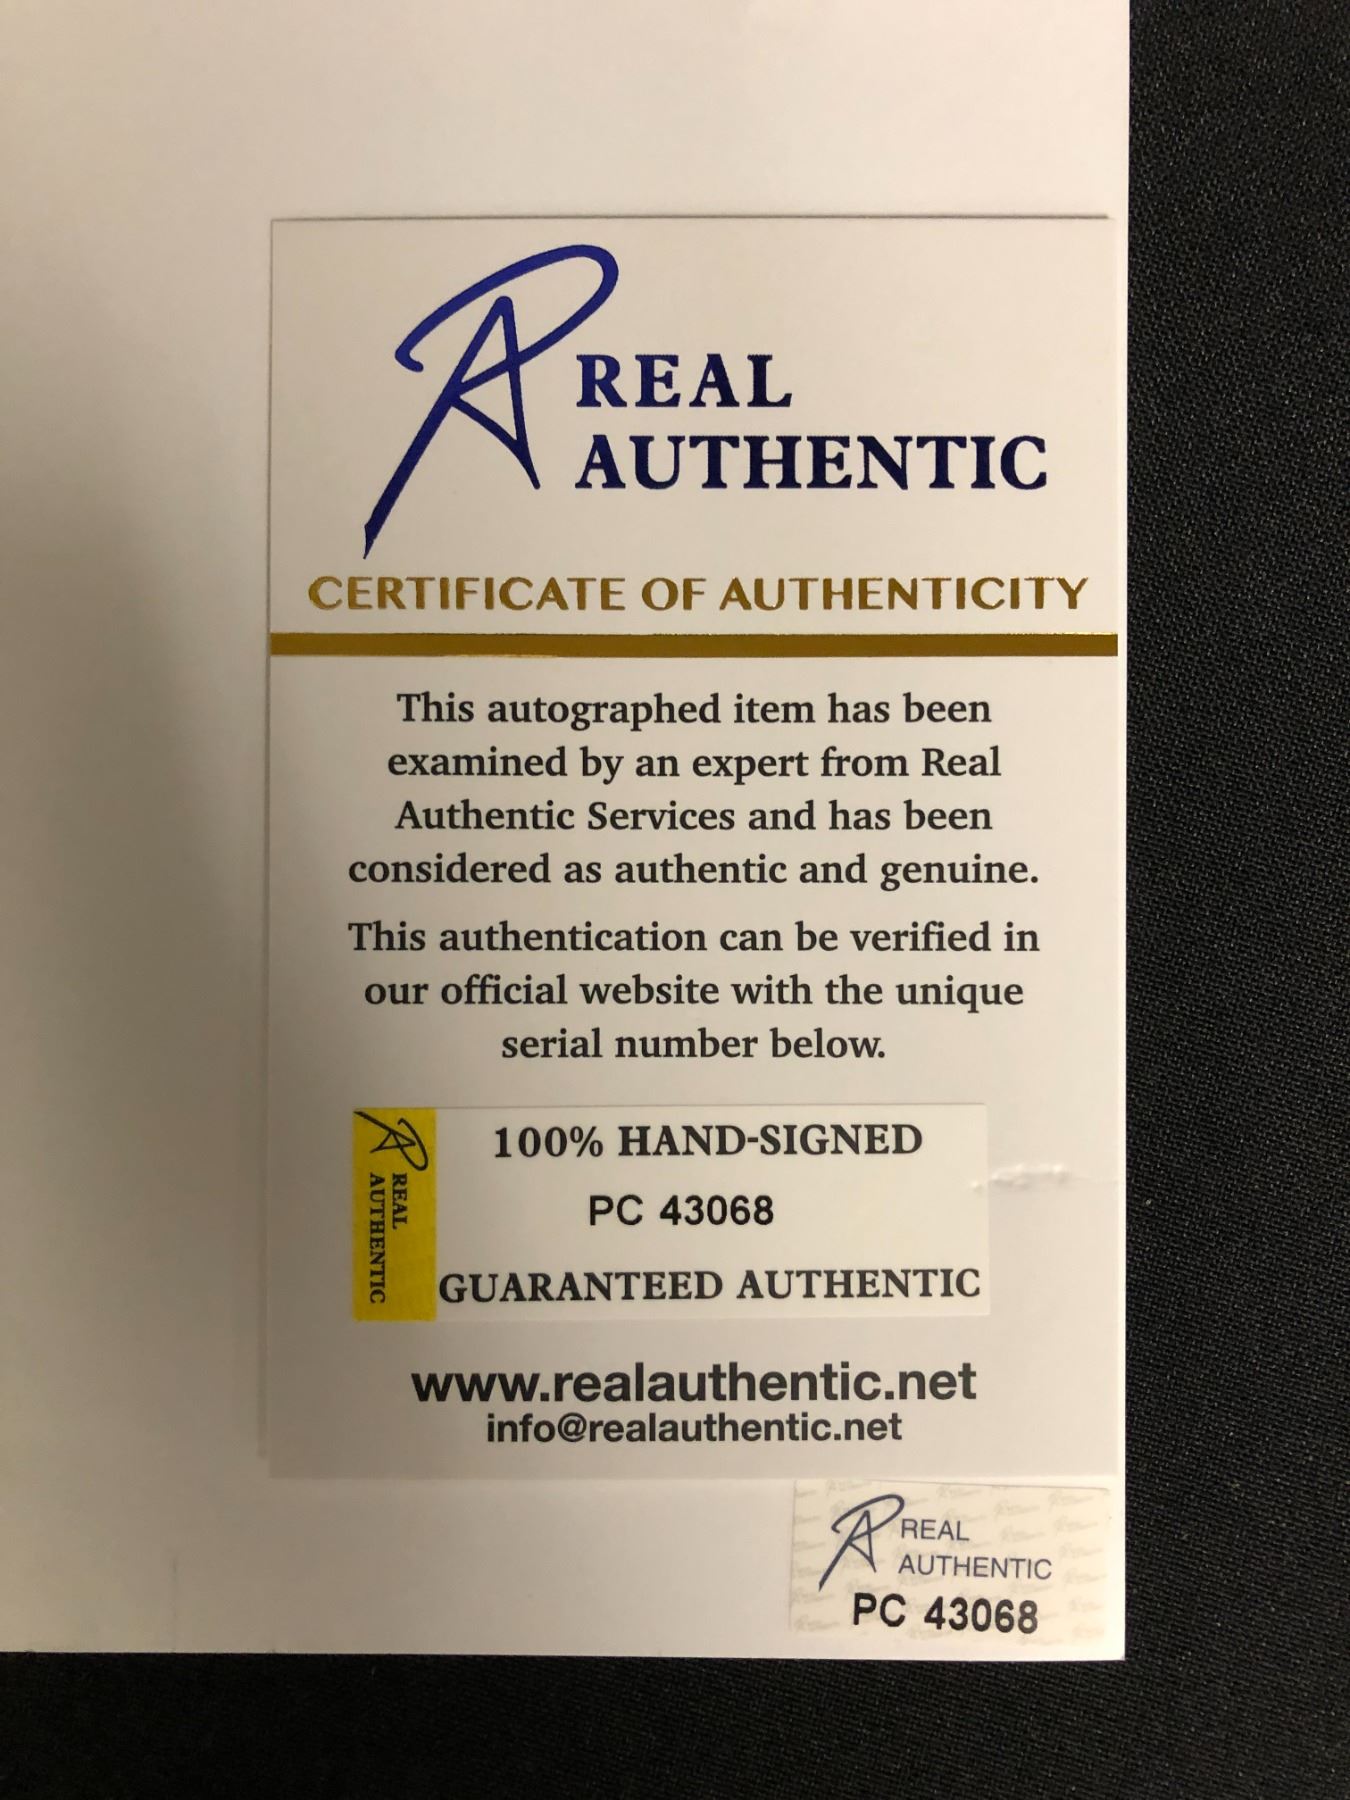 REAL
AUTHENTIC
CERTIFICATE OF AUTHENTICITY
This autographed item has been
examined by an expert from Real
Authentic Services and has been
considered as authentic and genuine.
This authentication can be verified in
our official website with the unique
serial number below.
REAL
AUTHENTIC
100% HAND-SIGNED
PC 43068
GUARANTEED AUTHENTIC
www.realauthentic.net
info@realauthentic.net
REAL
AUTHENTIC
PC 43068